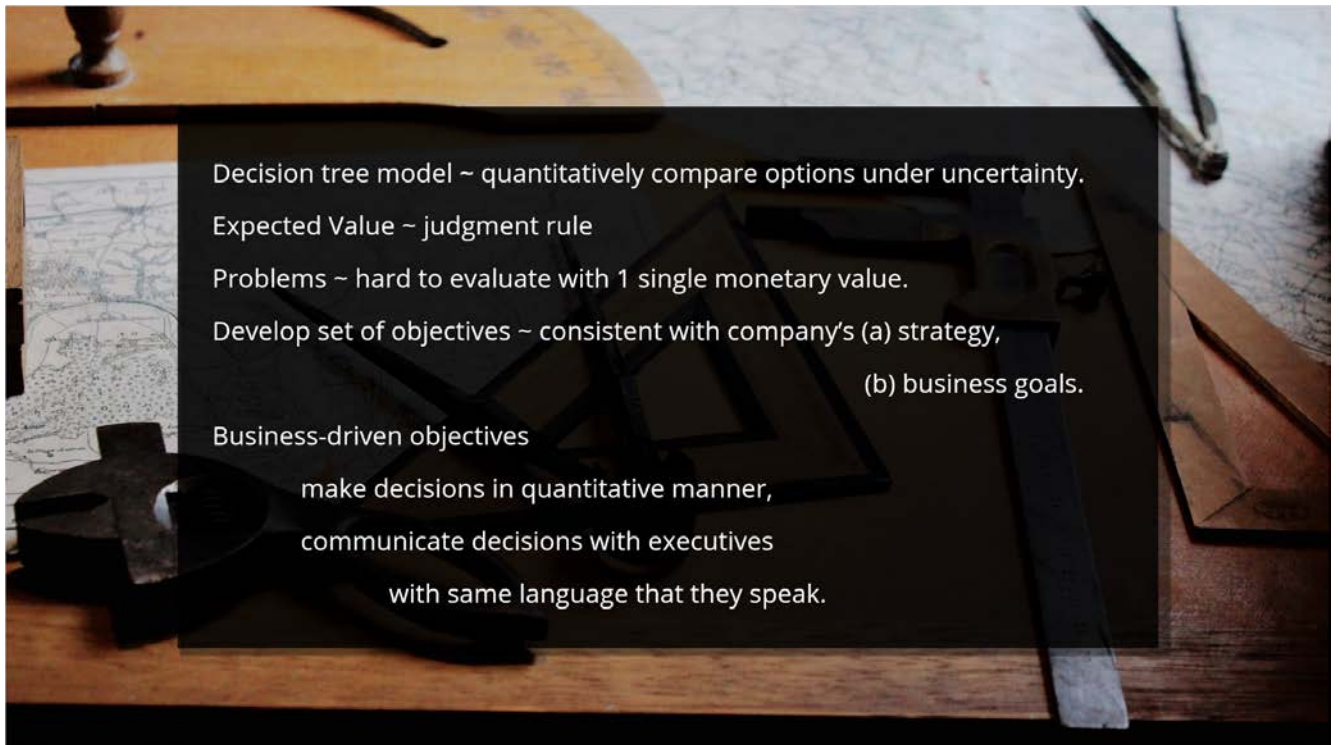 Decision tree model ~ quantitatively compare options under uncertainty.
Expected Value ~ judgment rule
Problems ~ hard to evaluate with 1 single monetary value.
Develop set of objectives ~ consistent with company's (a) strategy,
(b) business goals.
Business-driven objectives
make decisions in quantitative manner,
communicate decisions with executives
with same language that they speak.